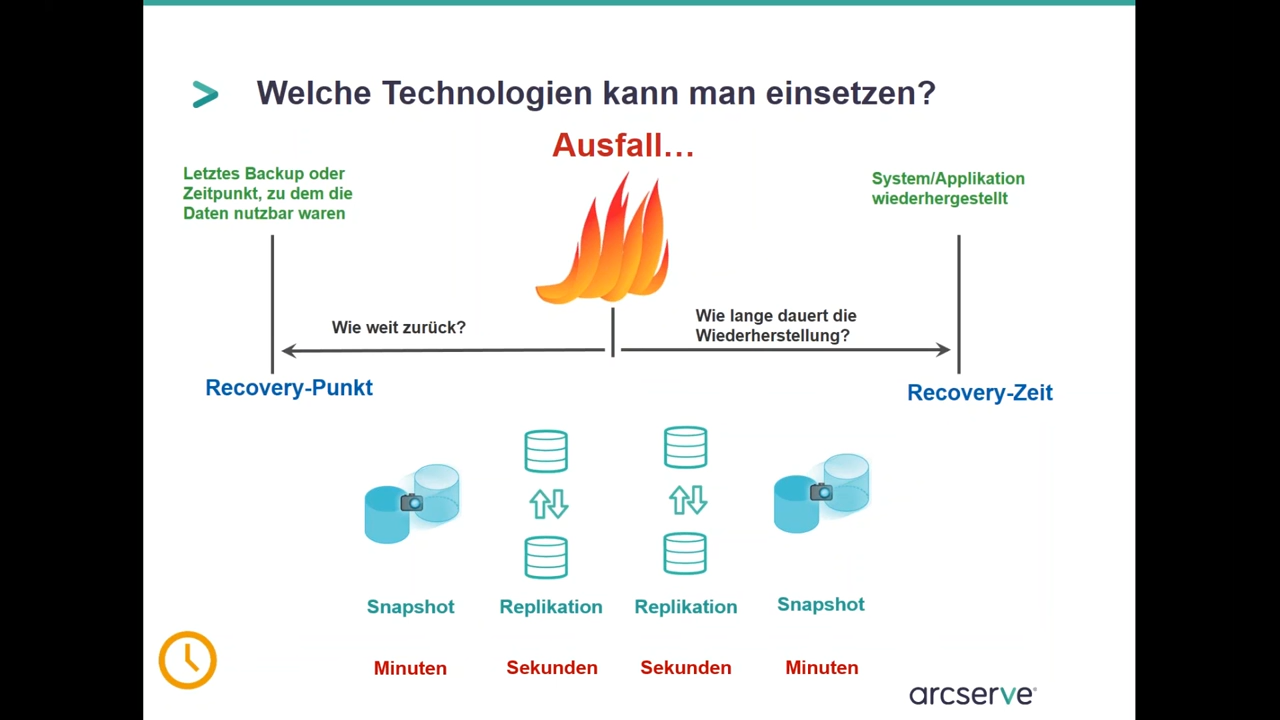 Welche Technologien kann man einsetzen?
Ausfall…
Letztes Backup oder
Zeitpunkt, zu dem die
Daten nutzbar waren
System/Applikation
wiederhergestellt
Wie weit zurück?
Wie lange dauert die
Wiederherstellung?
Recovery-Punkt
Recovery-Zeit
Snapshot
Replikation
Replikation
Snapshot
Minuten
Sekunden
Sekunden
Minuten
arcserve®